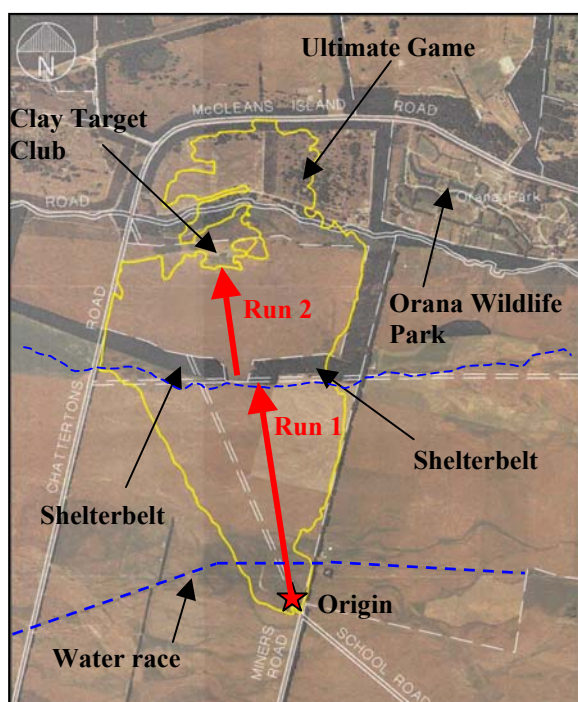 Ultimate
Game
N
McCLEANS ISLAND ROAD
Clay Target
Club
Orana Park
ROAD
Orana Wildlife
Park
Run 2
ROAD
Run 1
CHATTERTONS
Shelterbelt
Shelterbelt
Origin
Water race
MINERS
ROAD
SCHOOL ROAD